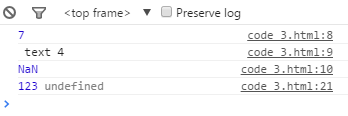 <top frame> Preserve log
7 code 3.html:8
text 4 code 3.html:9
NaN code 3.html:10
123 undefined code 3.html:21